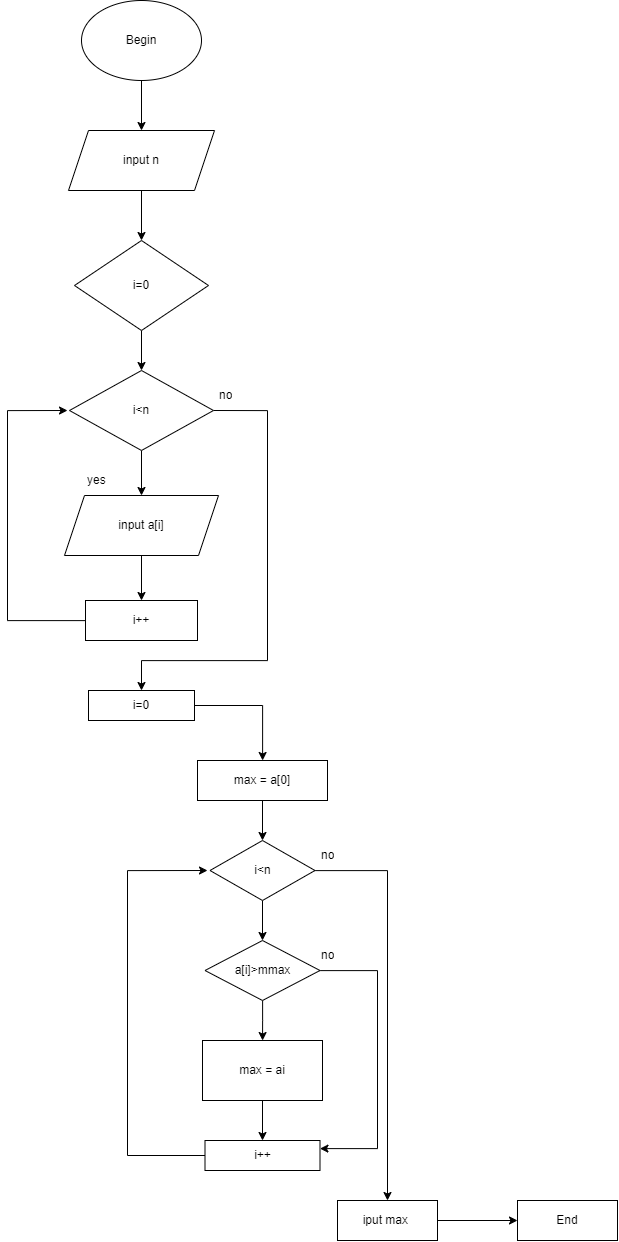 Begin
input n
i=0
i<n
no
yes
input a[i]
i++
i=0
max = a[0]
i<n
no
a[i]>mmax
no
max = ai
i++
iput max
End